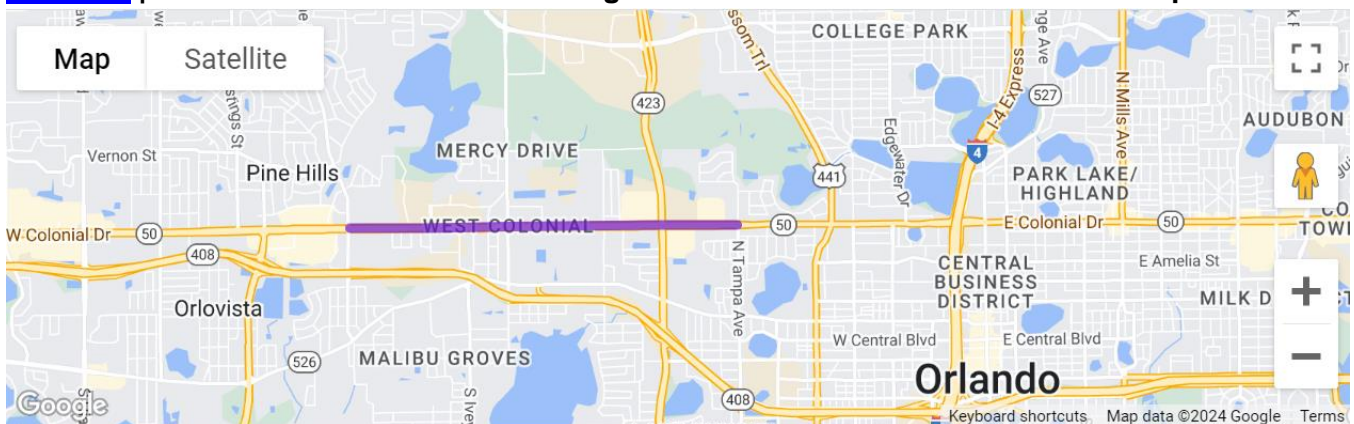 COLLEGE PARK
Map
Satellite
423
I-4 Express
527
N Mills Ave
AUDUBON
Vernon St
MERCY DRIVE
Edgewater Dr
4
Pine Hills
441
PARK LAKE/
HIGHLAND
W Colonial Dr
50
WEST COLONIAL
50
E Colonial Dr
50
408
N Tampa Ave
CENTRAL
BUSINESS
DISTRICT
E Amelia St
Orlovista
MILK D
526
MALIBU GROVES
W Central Blvd
E Central Blvd
Orlando
408
Google
Keyboard shortcuts
Map data ©2024 Google
Terms